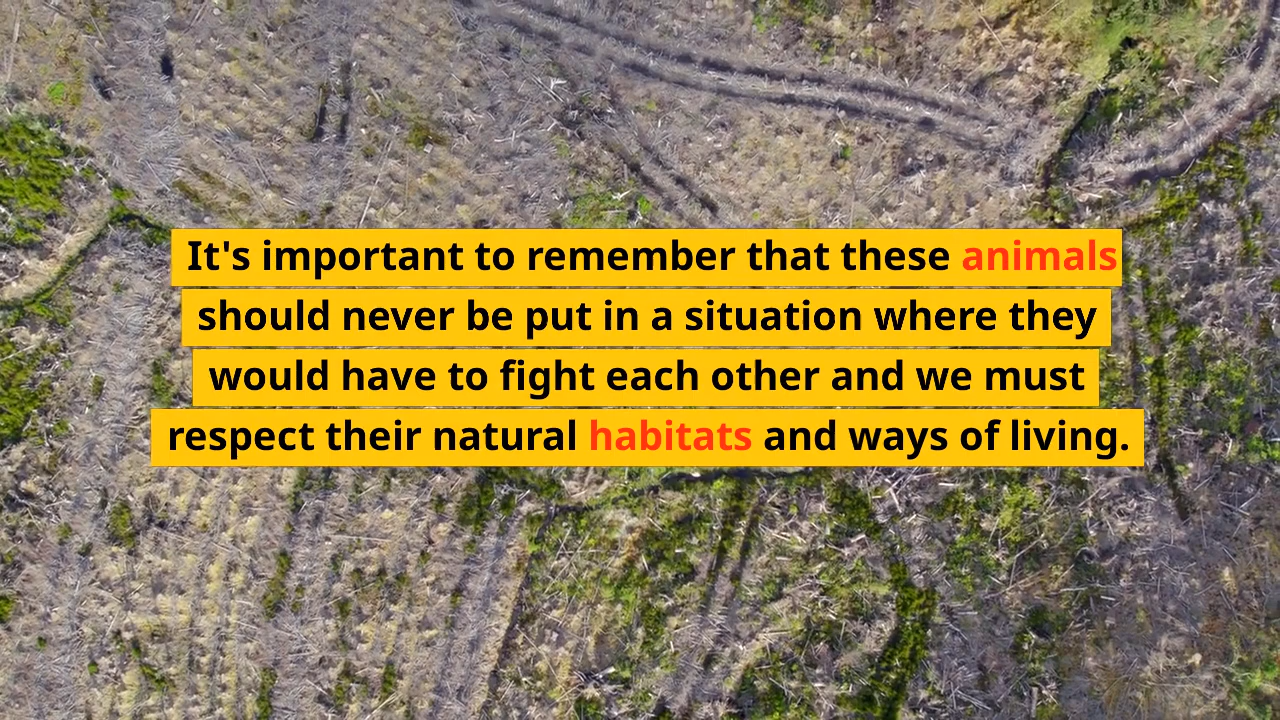 It's important to remember that these animals
should never be put in a situation where they
would have to fight each other and we must
respect their natural habitats and ways of living.